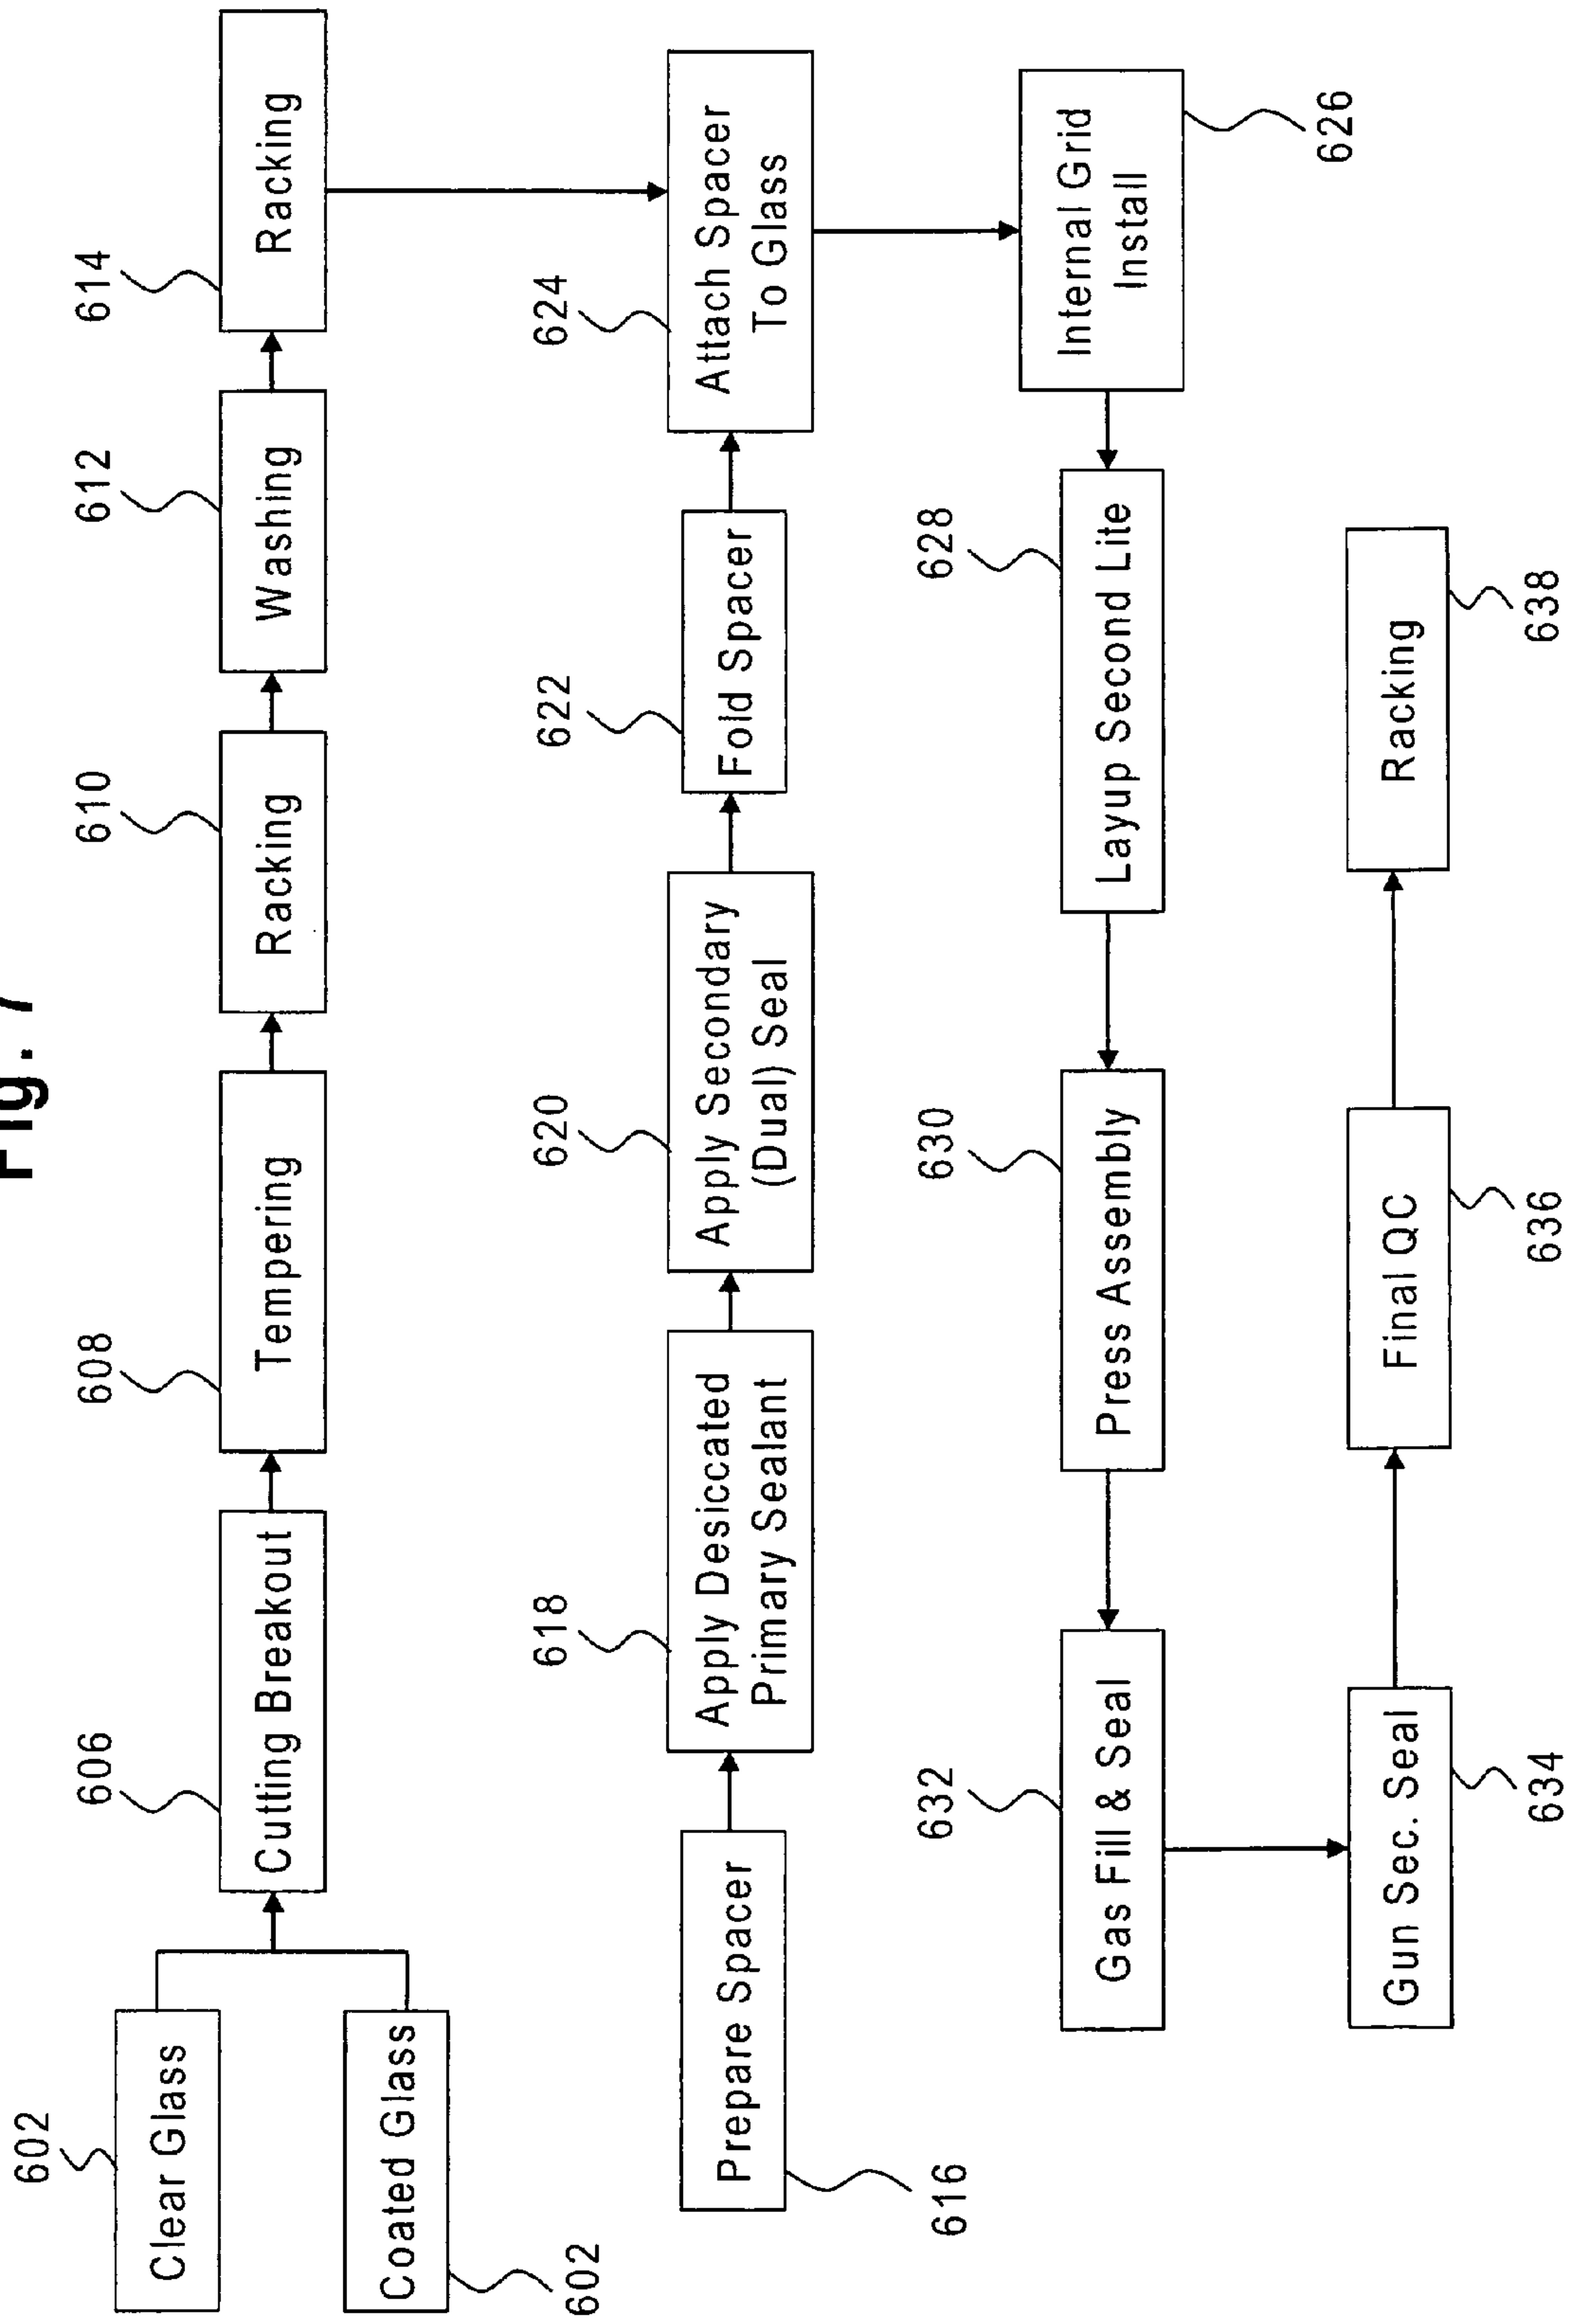 Fig. 7
602
Clear Glass
Coated Glass
602
606
Cutting Breakout
608
Tempering
610
Racking
612
Washing
614
Racking
616
Prepare Spacer
618
Apply Desiccated
Primary Sealant
620
Apply Secondary
(Dual) Seal
622
Fold Spacer
624
Attach Spacer
To Glass
626
Internal Grid
Install
628
Layup Second Lite
630
Press Assembly
632
Gas Fill & Seal
634
Gun Sec. Seal
636
Final QC
638
Racking